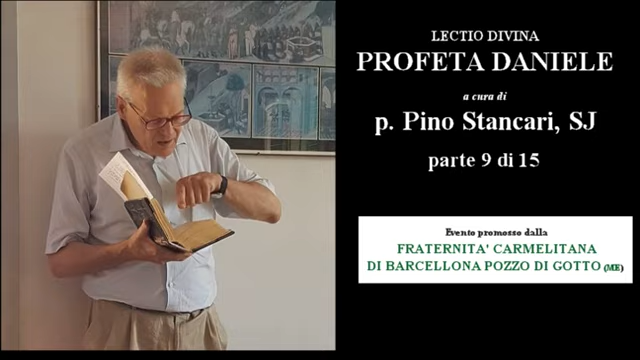 LECTIO DIVINA
PROFETA DANIELE
a cura di
p. Pino Stancari, SJ
parte 9 di 15
Evento promosso dalla
FRATERNITA' CARMELITANA
DI BARCELLONA POZZO DI GOTTO (ME)